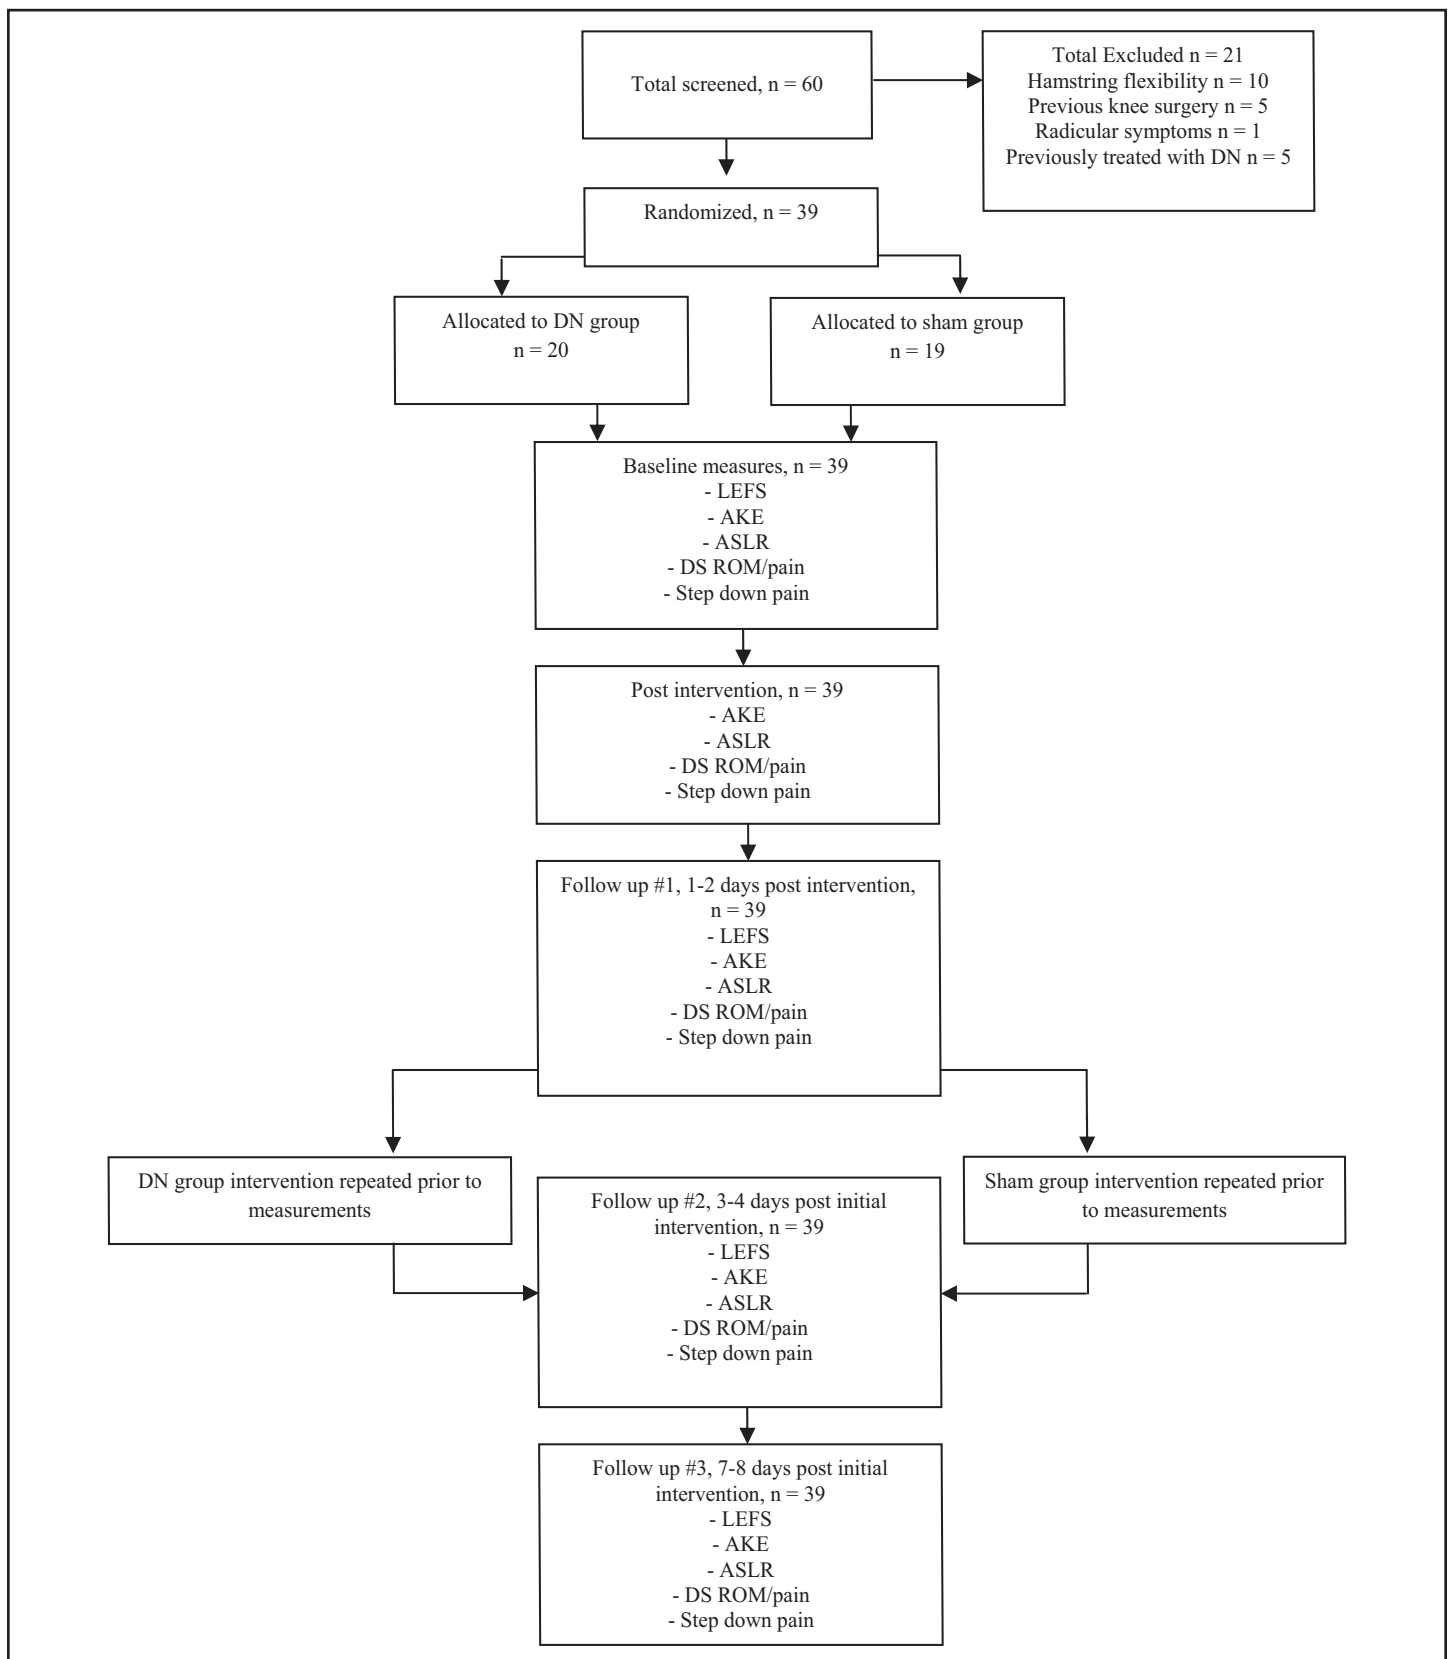 Total screened, n = 60
Total Excluded n = 21
Hamstring flexibility n = 10
Previous knee surgery n = 5
Radicular symptoms n = 1
Previously treated with DN n = 5
Randomized, n = 39
Allocated to DN group
n = 20
Allocated to sham group
n = 19
Baseline measures, n = 39
- LEFS
- AKE
- ASLR
- DS ROM/pain
- Step down pain
Post intervention, n = 39
- AKE
- ASLR
- DS ROM/pain
- Step down pain
Follow up #1, 1-2 days post intervention,
n = 39
- LEFS
- AKE
- ASLR
- DS ROM/pain
- Step down pain
DN group intervention repeated prior to
measurements
Sham group intervention repeated prior
to measurements
Follow up #2, 3-4 days post initial
intervention, n = 39
- LEFS
- AKE
- ASLR
- DS ROM/pain
- Step down pain
Follow up #3, 7-8 days post initial
intervention, n = 39
- LEFS
- AKE
- ASLR
- DS ROM/pain
- Step down pain